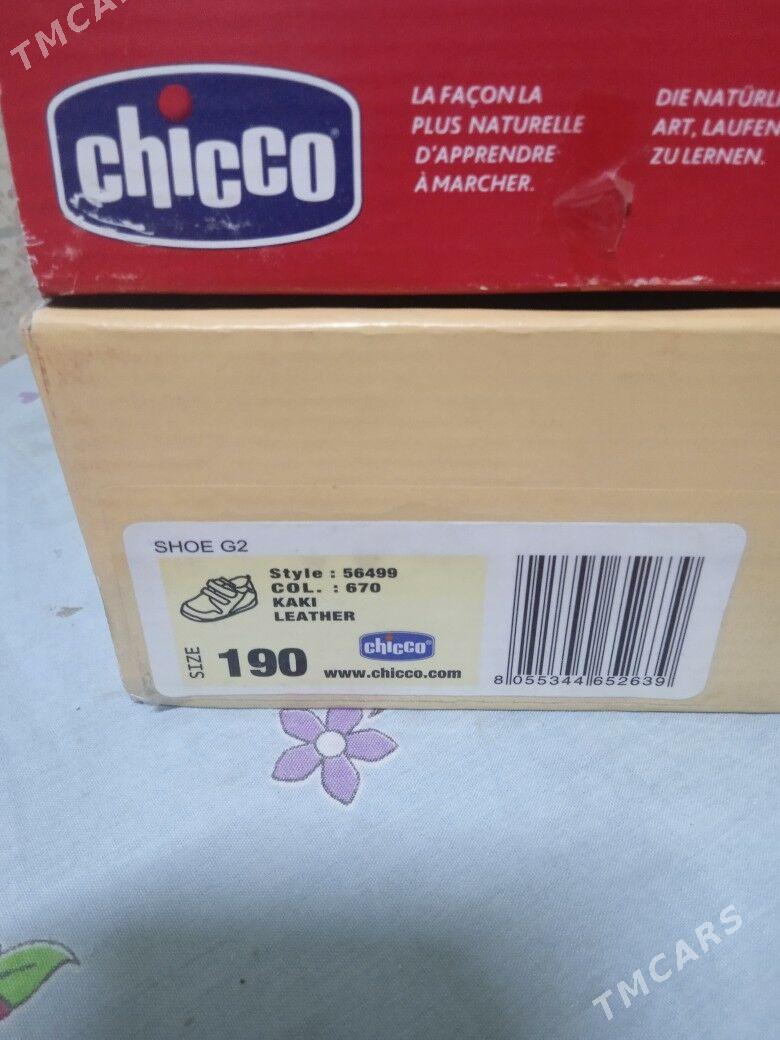 TMCARS
chicco
LA FAÇON LA
PLUS NATURELLE
D'APPRENDRE
À MARCHER.
DIE NATÜRLI
ART, LAUFEN
ZU LERNEN.
SHOE G2
Style : 56499
COL. : 670
KAKI
LEATHER
SIZE 190
chicco
www.chicco.com
8 055344 652639
TMCARS